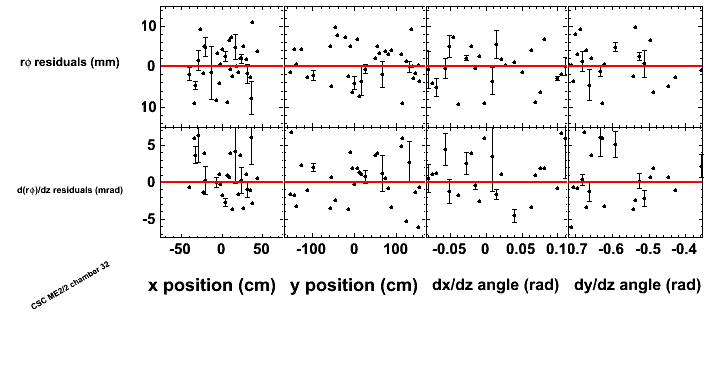 rϕ residuals (mm)
10
0
10
d(rϕ)/dz residuals (mrad)
5
0
-5
-50 0 50 -100 0 100 -0.05 0 0.05 0.10.7 -0.6 -0.5 -0.4
x position (cm) y position (cm) dx/dz angle (rad) dy/dz angle (rad)
CSC ME2/2 chamber 32